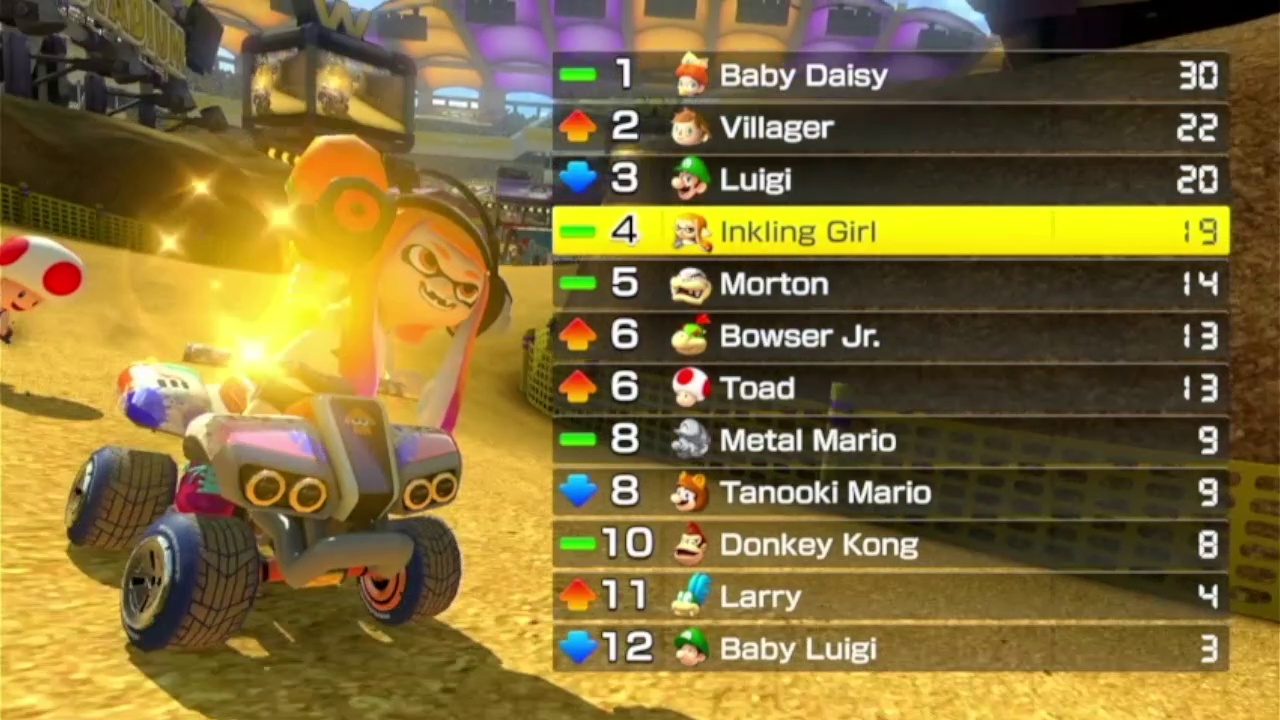 STADIUM
W
1 Baby Daisy 30
2 Villager 22
3 Luigi 20
4 Inkling Girl 19
5 Morton 14
6 Bowser Jr. 13
6 Toad 13
8 Metal Mario 9
8 Tanooki Mario 9
10 Donkey Kong 8
11 Larry 4
12 Baby Luigi 3